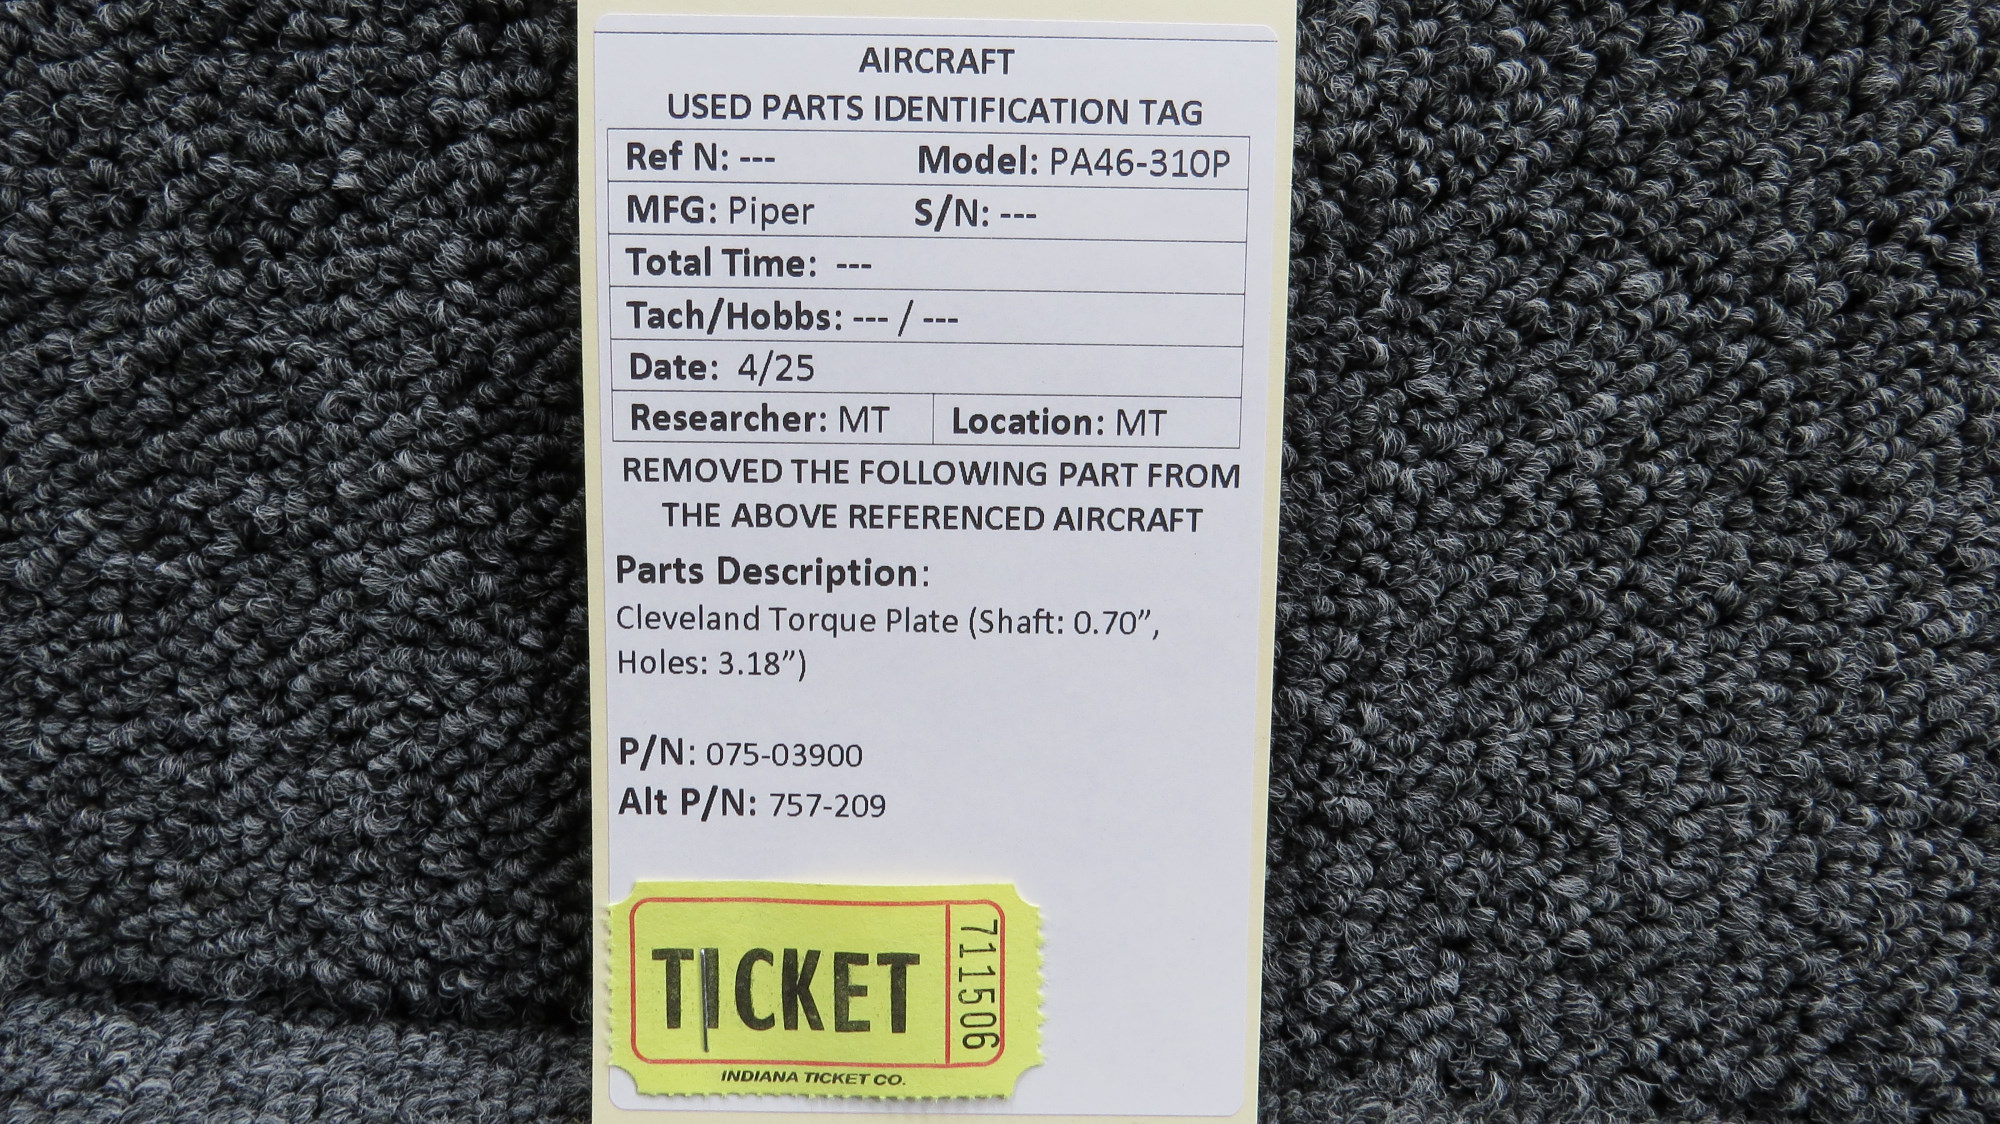 AIRCRAFT
USED PARTS IDENTIFICATION TAG
Ref N: --- Model: PA46-310P
MFG: Piper S/N: ---
Total Time: ---
Tach/Hobbs: --- / ---
Date: 4/25
Researcher: MT Location: MT
REMOVED THE FOLLOWING PART FROM
THE ABOVE REFERENCED AIRCRAFT
Parts Description:
Cleveland Torque Plate (Shaft: 0.70”,
Holes: 3.18”)
P/N: 075-03900
Alt P/N: 757-209
TICKET
711506
INDIANA TICKET CO.